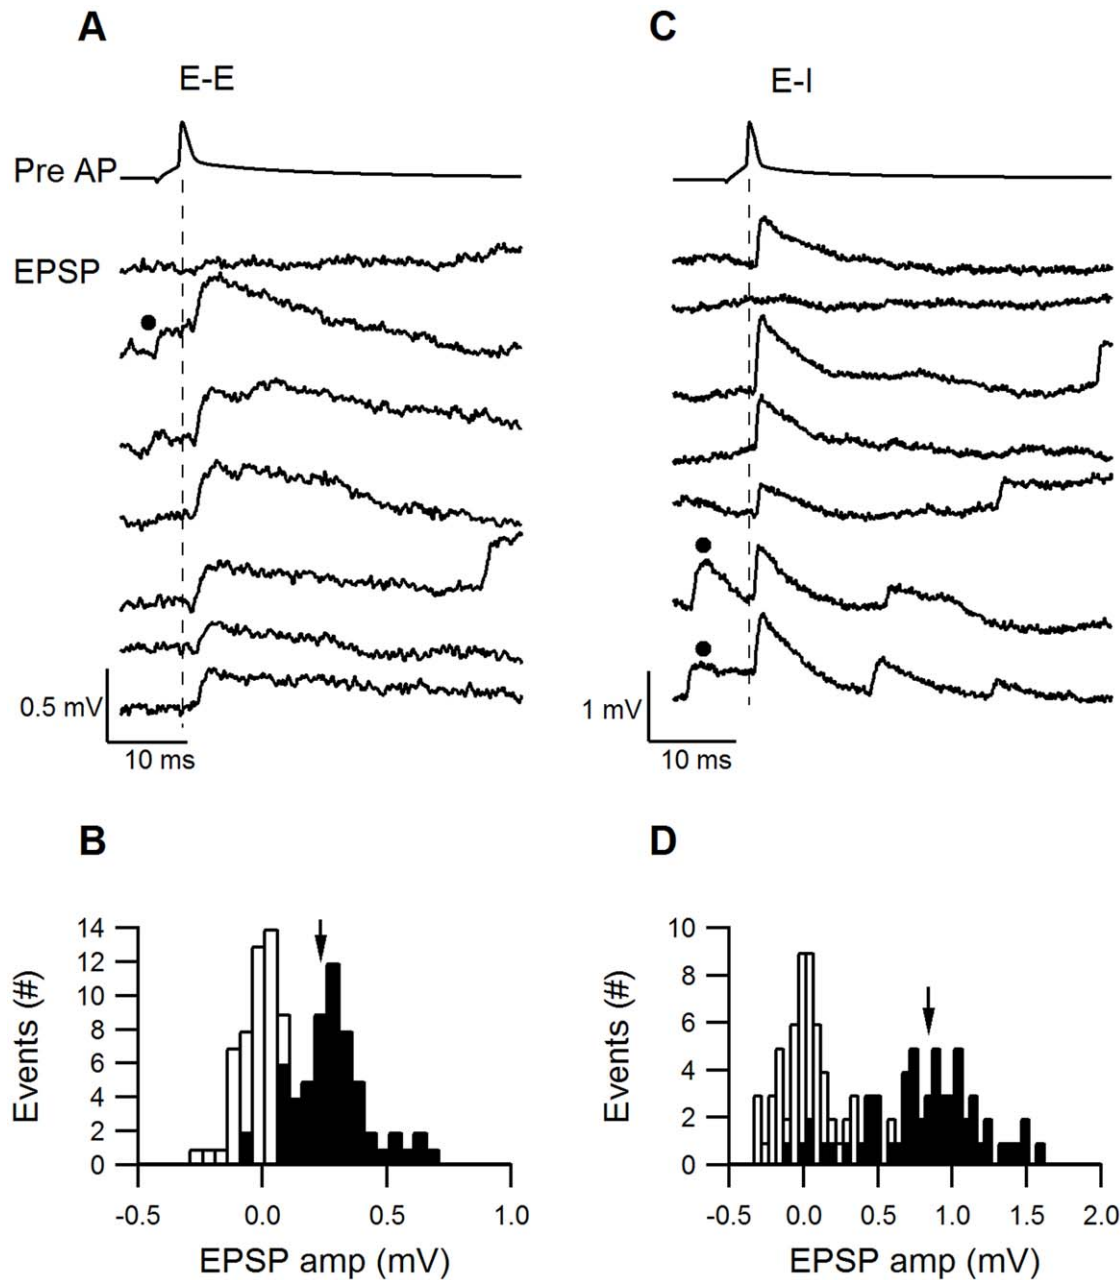 A
E-E
Pre AP
EPSP
0.5 mV
10 ms
C
E-I
1 mV
10 ms
B
Events (#)
14
12
10
8
6
4
2
0
-0.5 0.0 0.5 1.0
EPSP amp (mV)
D
Events (#)
10
8
6
4
2
0
-0.5 0.0 0.5 1.0 1.5 2.0
EPSP amp (mV)